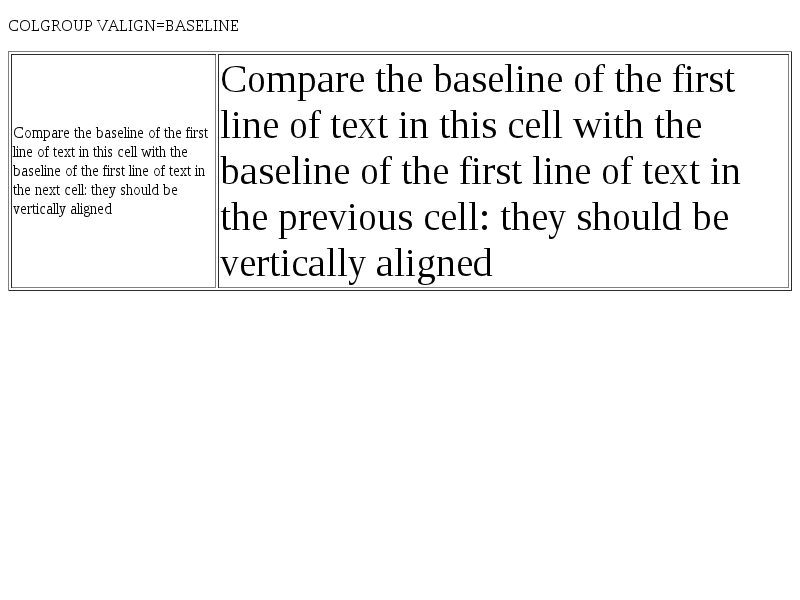 COLGROUP VALIGN=BASELINE
Compare the baseline of the first
line of text in this cell with the
baseline of the first line of text in
the next cell: they should be
vertically aligned
Compare the baseline of the first
line of text in this cell with the
baseline of the first line of text in
the previous cell: they should be
vertically aligned